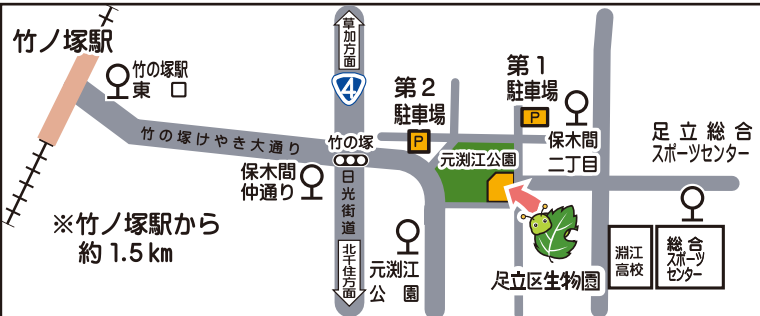 竹ノ塚駅
竹の塚駅
東口
草加方面
4
第2
駐車場
P
第1
駐車場
P
保木間
二丁目
足立総合
スポーツセンター
竹の塚けやき大通り
竹の塚
元渕江公園
保木間
仲通り
日光街道
※竹ノ塚駅から
約1.5km
北千住方面
元渕江
公園
足立区生物園
淵江
高校
総合
スポーツ
センター